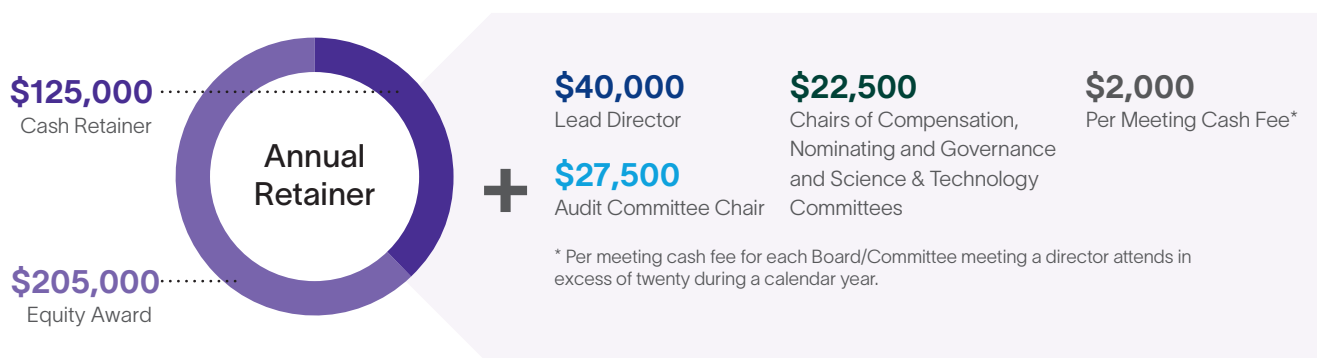 $125,000
Cash Retainer
$205,000
Equity Award
Annual
Retainer
+
$40,000
Lead Director
$27,500
Audit Committee Chair
$22,500
Chairs of Compensation,
Nominating and Governance
and Science & Technology
Committees
$2,000
Per Meeting Cash Fee*
* Per meeting cash fee for each Board/Committee meeting a director attends in
excess of twenty during a calendar year.